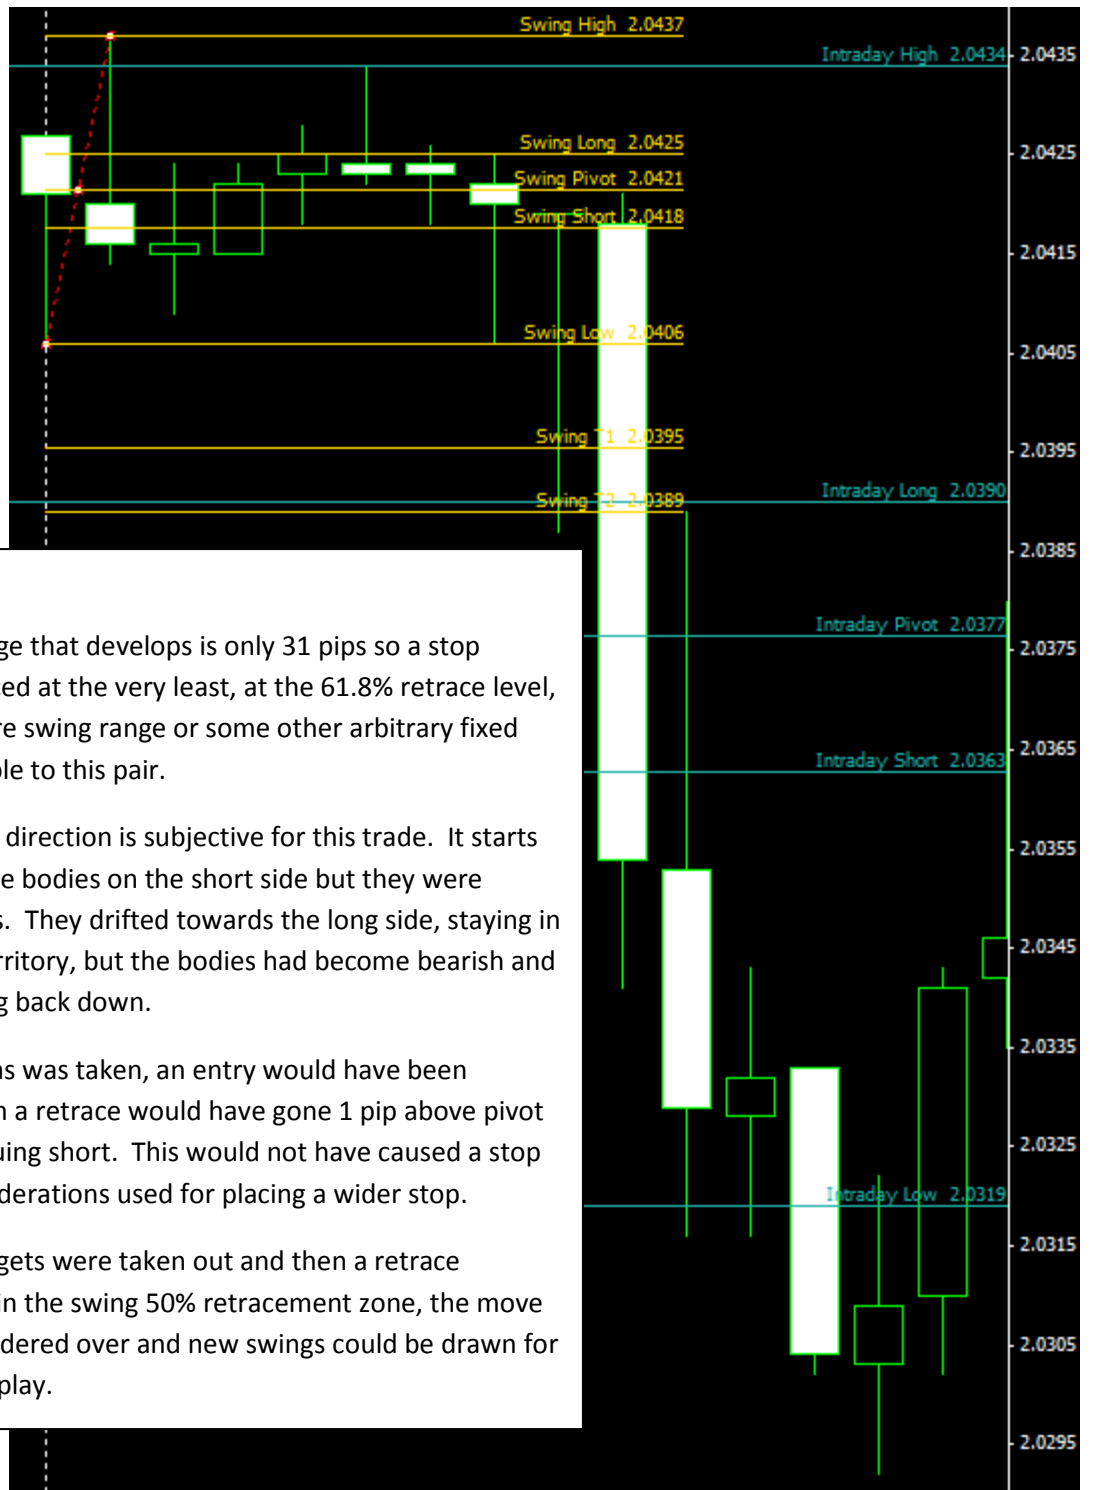 Swing High 2.0437
Intraday High 2.0434
2.0435
Swing Long 2.0425
2.0425
Swing Pivot 2.0421
Swing Short 2.0418
2.0415
Swing Low 2.0406
2.0405
Swing T1 2.0395
2.0395
Intraday Long 2.0390
Swing T2 2.0389
2.0385
Intraday Pivot 2.0377
2.0375
Intraday Short 2.0363
2.0365
2.0355
2.0345
2.0335
2.0325
Intraday Low 2.0319
2.0315
2.0305
2.0295
ge that develops is only 31 pips so a stop
ed at the very least, at the 61.8% retrace level,
re swing range or some other arbitrary fixed
ole to this pair.
direction is subjective for this trade. It starts
e bodies on the short side but they were
s. They drifted towards the long side, staying in
rritory, but the bodies had become bearish and
g back down.
as was taken, an entry would have been
n a retrace would have gone 1 pip above pivot
uing short. This would not have caused a stop
derations used for placing a wider stop.
gets were taken out and then a retrace
in the swing 50% retracement zone, the move
dered over and new swings could be drawn for
play.